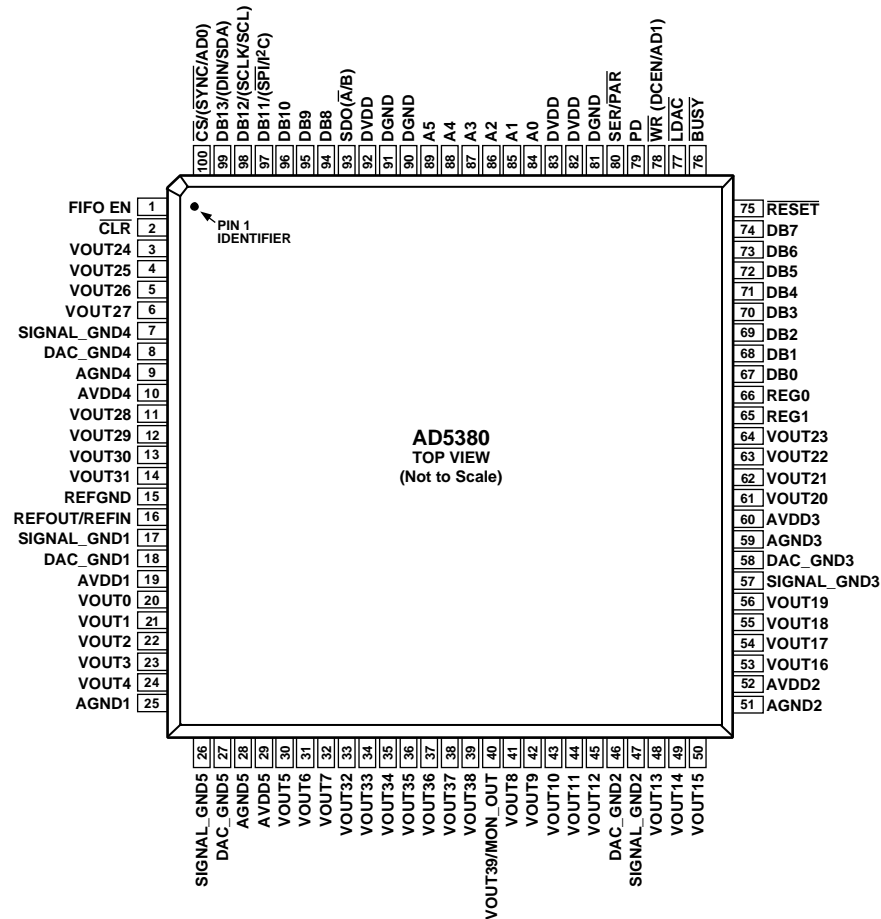 CS/(SYNC/AD0)
DB13/(DIN/SDA)
DB12/(SCLK/SCL)
DB11/(SPI/I2C)
DB10
DB9
DB8
SDO(A/B)
DVDD
DGND
DGND
A5
A4
A3
A2
A1
A0
DVDD
DVDD
DGND
SER/PAR
PD
WR (DCEN/AD1)
LDAC
BUSY
100
99
98
97
96
95
94
93
92
91
90
89
88
87
86
85
84
83
82
81
80
79
78
77
76
FIFO EN 1
CLR 2
VOUT24 3
VOUT25 4
VOUT26 5
VOUT27 6
SIGNAL_GND4 7
DAC_GND4 8
AGND4 9
AVDD4 10
VOUT28 11
VOUT29 12
VOUT30 13
VOUT31 14
REFGND 15
REFOUT/REFIN 16
SIGNAL_GND1 17
DAC_GND1 18
AVDD1 19
VOUT0 20
VOUT1 21
VOUT2 22
VOUT3 23
VOUT4 24
AGND1 25
PIN 1
IDENTIFIER
AD5380
TOP VIEW
(Not to Scale)
75 RESET
74 DB7
73 DB6
72 DB5
71 DB4
70 DB3
69 DB2
68 DB1
67 DB0
66 REG0
65 REG1
64 VOUT23
63 VOUT22
62 VOUT21
61 VOUT20
60 AVDD3
59 AGND3
58 DAC_GND3
57 SIGNAL_GND3
56 VOUT19
55 VOUT18
54 VOUT17
53 VOUT16
52 AVDD2
51 AGND2
26
27
28
29
30
31
32
33
34
35
36
37
38
39
40
41
42
43
44
45
46
47
48
49
50
SIGNAL_GND5
DAC_GND5
AGND5
AVDD5
VOUT5
VOUT6
VOUT7
VOUT32
VOUT33
VOUT34
VOUT35
VOUT36
VOUT37
VOUT38
VOUT39/MON_OUT
VOUT8
VOUT9
VOUT10
VOUT11
VOUT12
DAC_GND2
SIGNAL_GND2
VOUT13
VOUT14
VOUT15